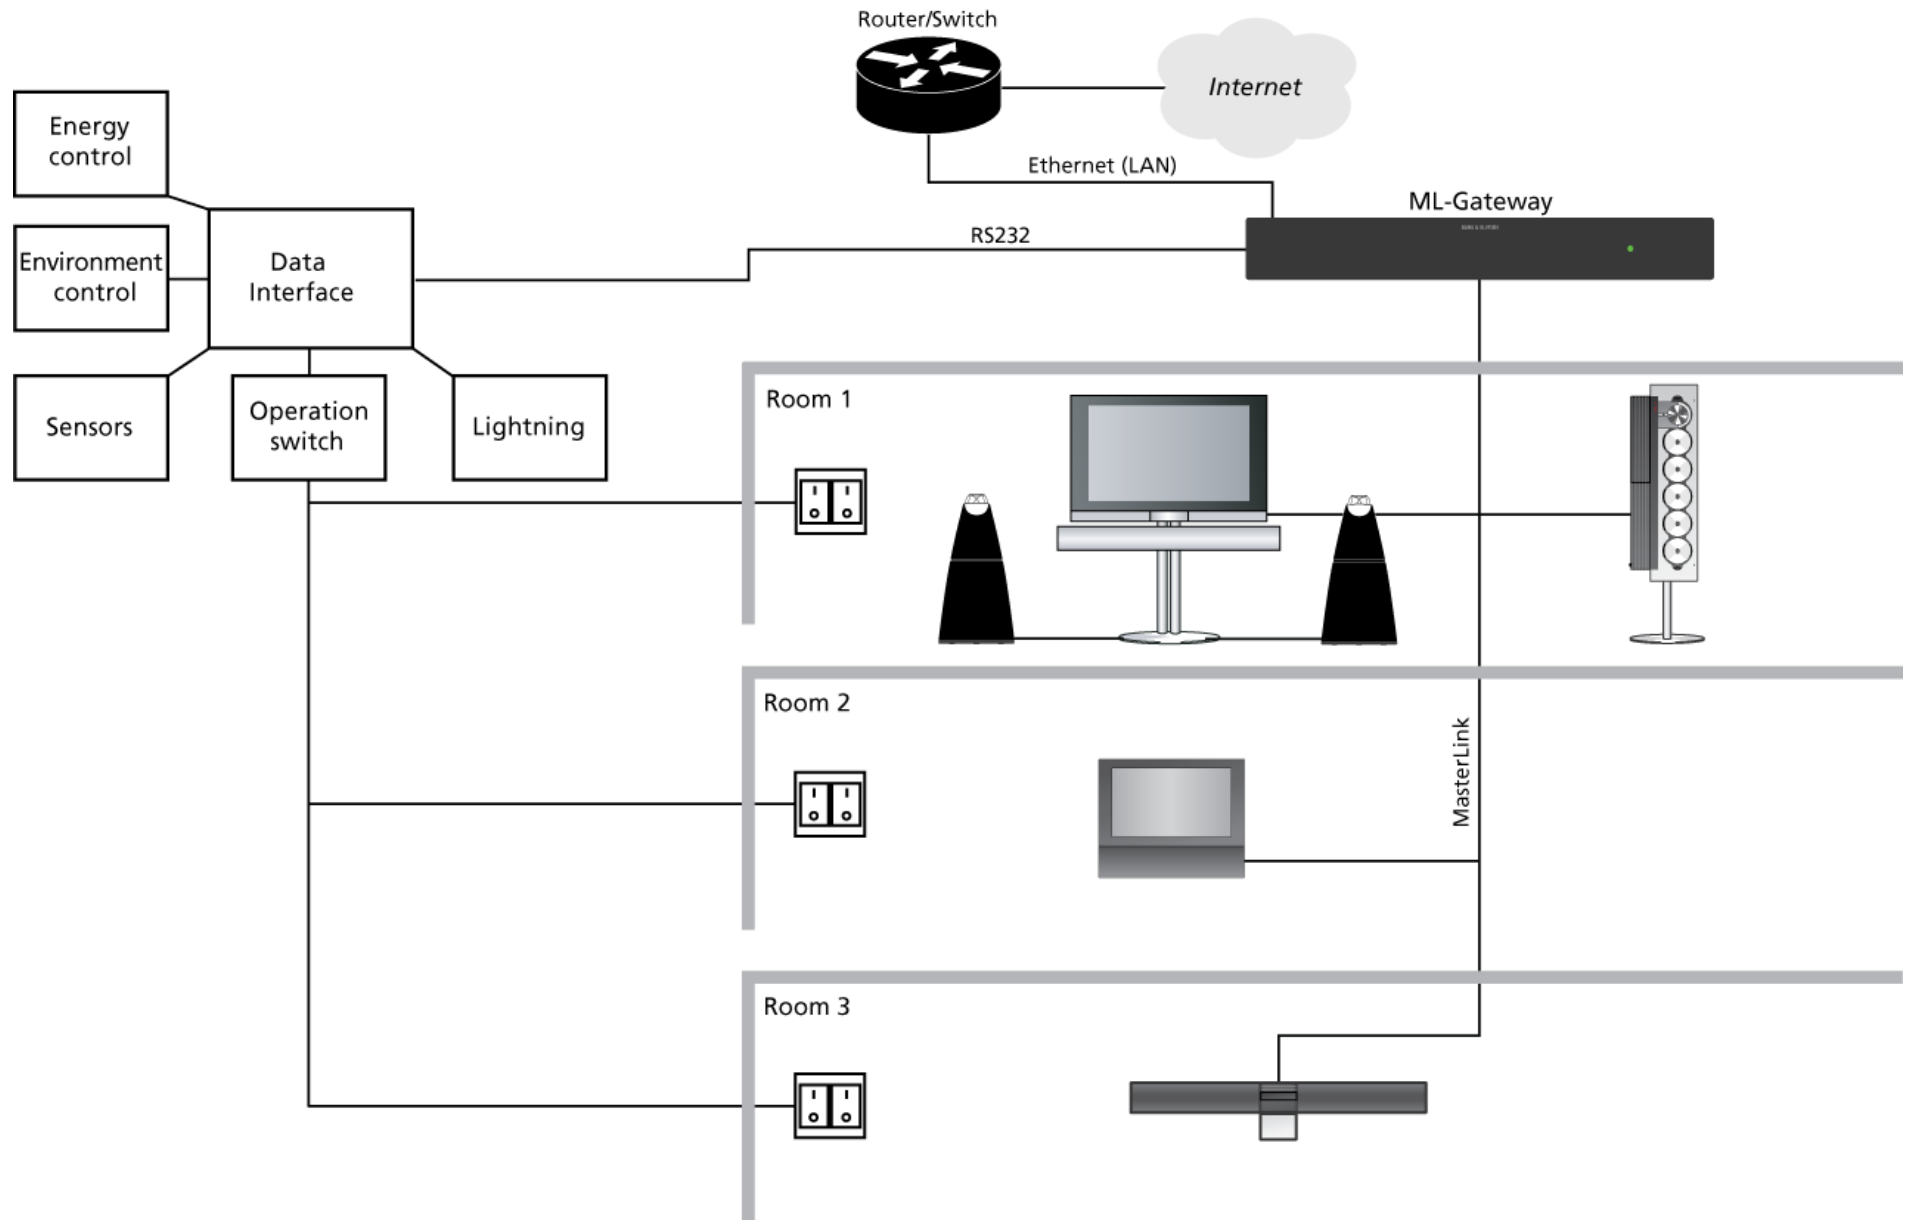 Router/Switch
Internet
Energy
control
Ethernet (LAN)
ML-Gateway
RS232
Environment
control
Data
Interface
Sensors
Operation
switch
Lightning
Room 1
Room 2
MasterLink
Room 3